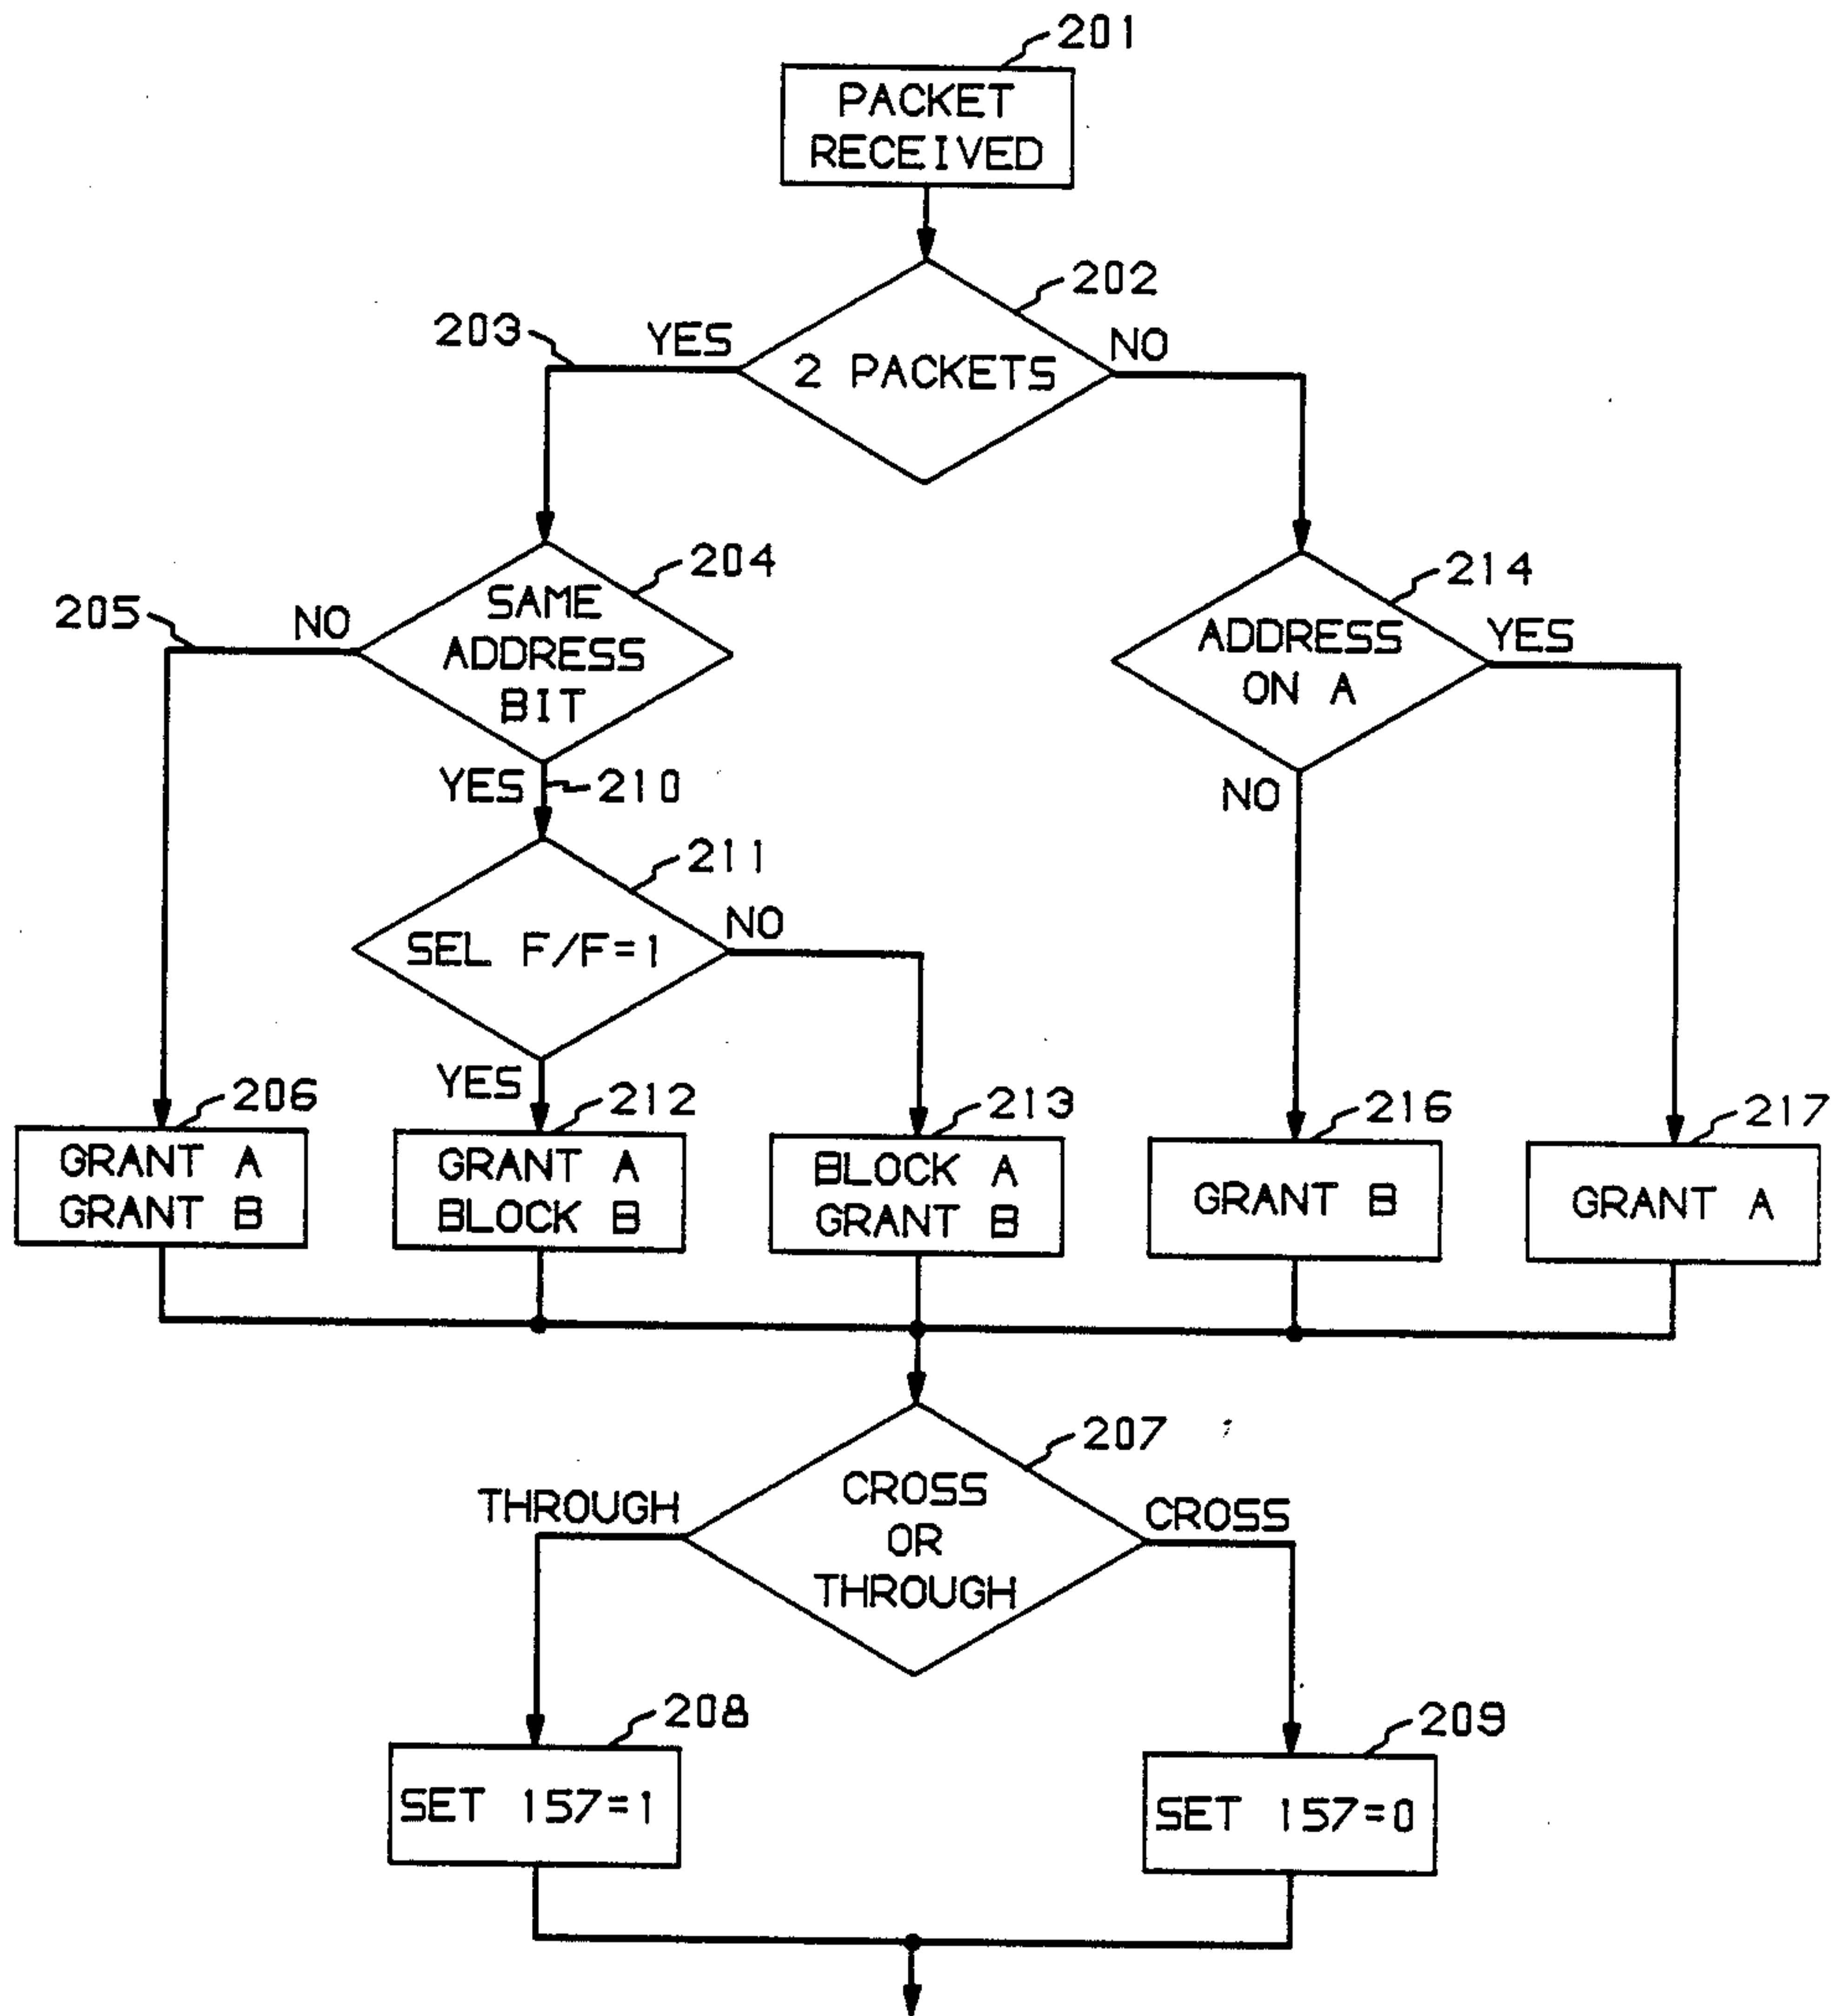 201
PACKET
RECEIVED
202
203
YES
2 PACKETS
NO
204
214
205
NO
SAME
ADDRESS
BIT
ADDRESS
ON A
YES
YES
210
NO
211
SEL F/F=1
NO
YES
206
212
213
216
217
GRANT A
GRANT B
GRANT A
BLOCK B
BLOCK A
GRANT B
GRANT B
GRANT A
207
THROUGH
CROSS
OR
THROUGH
CROSS
208
209
SET 157=1
SET 157=0